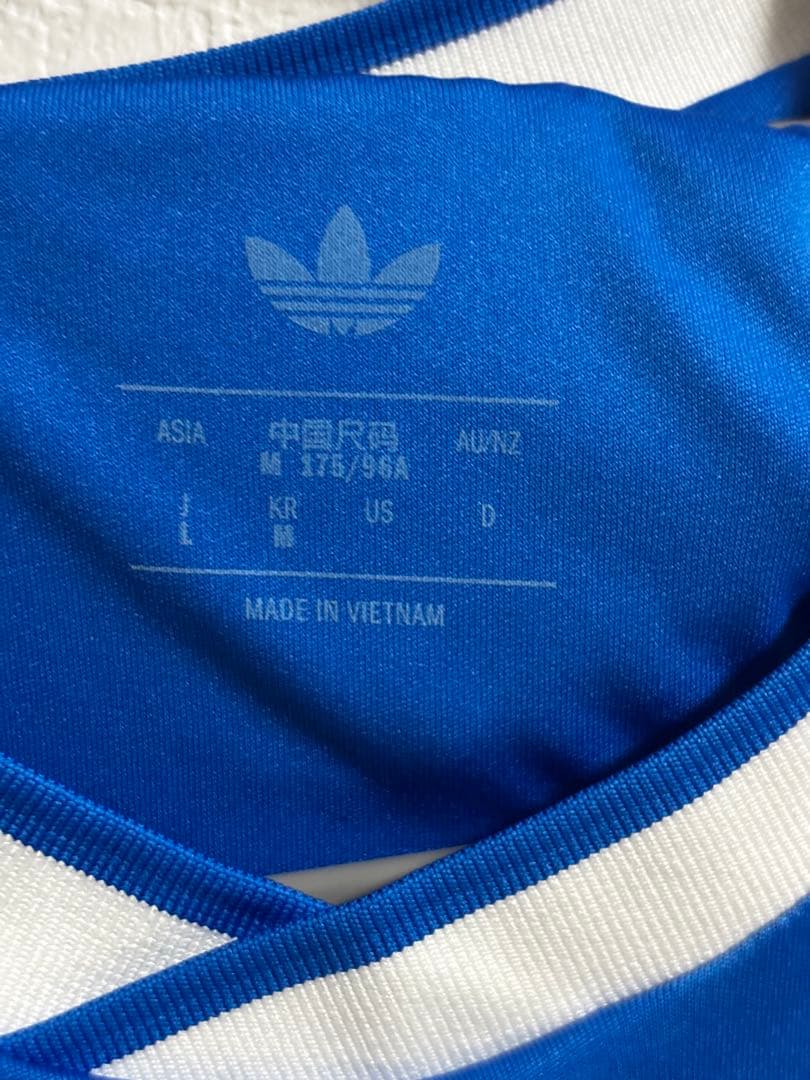 ASIA 中国尺码 AU/NZ
M 175/96A
J KR US D
L M
MADE IN VIETNAM